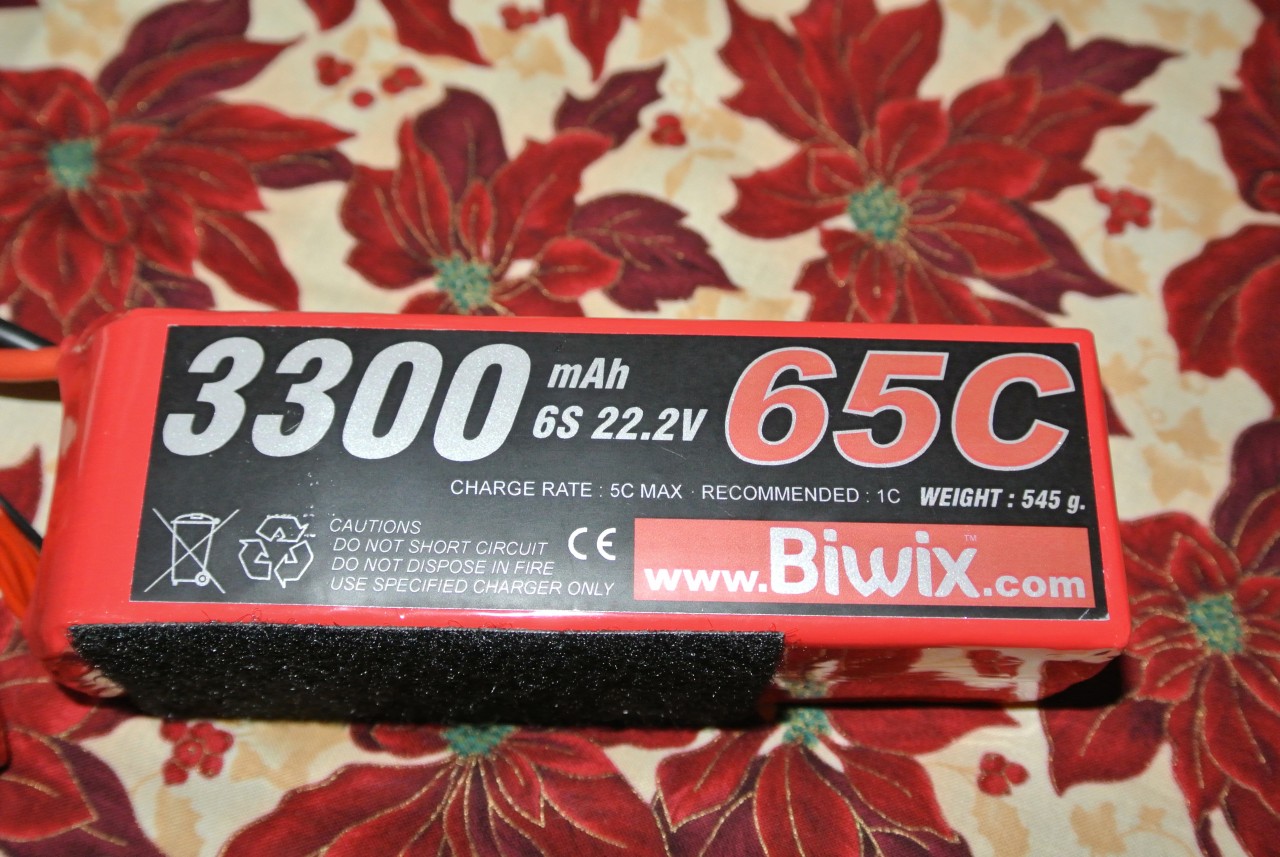 3300 mAh 65C
6S 22.2V
CHARGE RATE : 5C MAX · RECOMMENDED : 1C WEIGHT : 545 g.
CAUTIONS
DO NOT SHORT CIRCUIT
DO NOT DISPOSE IN FIRE
USE SPECIFIED CHARGER ONLY
CE
www.Biwix.com
TM